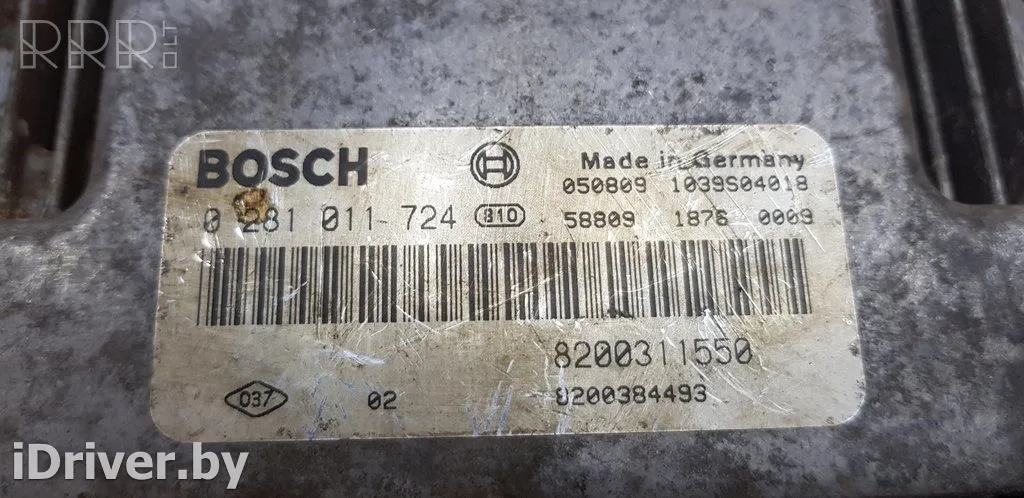 RRR.LT
BOSCH
Made in Germany
050809 1039S04018
0 281 011 724 810 58809 1876 0009
8200311550
037 02 8200384493
iDriver.by